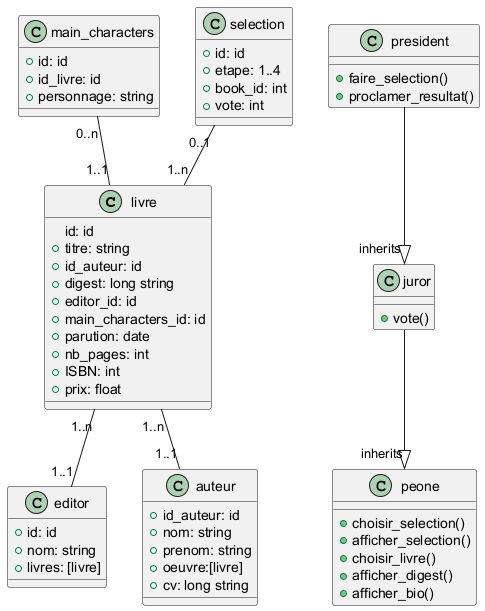 C main_characters
id: id
id_livre: id
personnage: string
C selection
id: id
etape: 1..4
book_id: int
vote: int
C president
faire_selection()
proclamer_resultat()
0..n
1..1
0..1
1..n
C livre
id: id
titre: string
id_auteur: id
digest: long string
editor_id: id
main_characters_id: id
parution: date
nb_pages: int
ISBN: int
prix: float
inherits
C juror
vote()
1..n
1..1
1..n
1..1
inherits
C editor
id: id
nom: string
livres: [livre]
C auteur
id_auteur: id
nom: string
prenom: string
oeuvre:[livre]
cv: long string
C peone
choisir_selection()
afficher_selection()
choisir_livre()
afficher_digest()
afficher_bio()